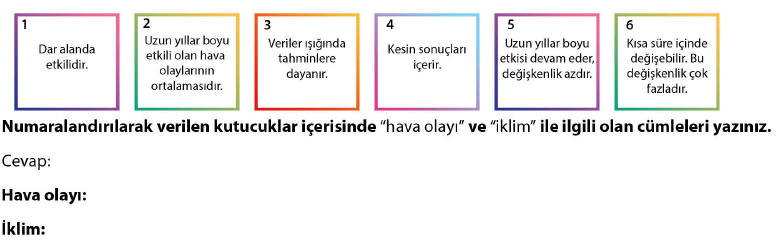 1
Dar alanda
etkilidir.
2
Uzun yıllar boyu
etkili olan hava
olaylarının
ortalamasıdır.
3
Veriler ışığında
tahminlere
dayanır.
4
Kesin sonuçları
içerir.
5
Uzun yıllar boyu
etkisi devam eder,
değişkenlik azdır.
6
Kısa süre içinde
değişebilir. Bu
değişkenlik çok
fazladır.
Numaralandırılarak verilen kutucuklar içerisinde “hava olayı” ve “iklim” ile ilgili olan cümleleri yazınız.
Cevap:
Hava olayı:
İklim: